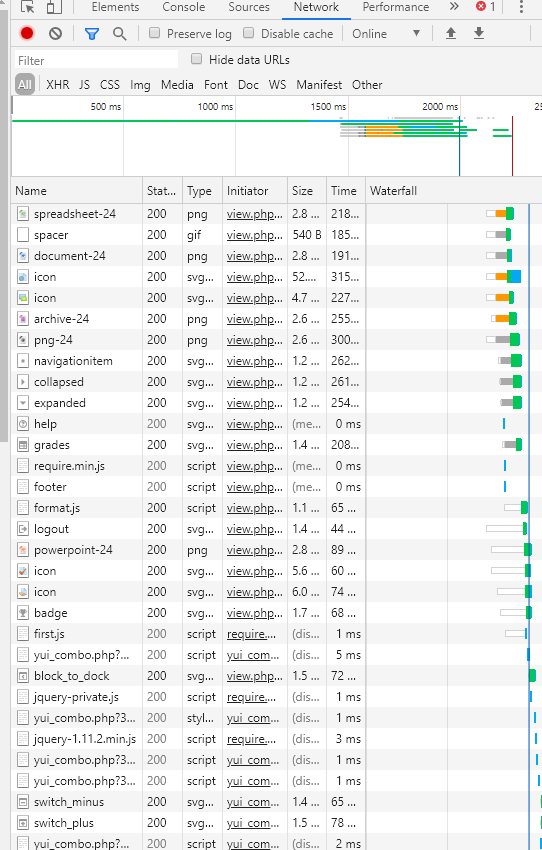 Elements Console Sources Network Performance » 1
Preserve log Disable cache Online
Filter Hide data URLs
All XHR JS CSS Img Media Font Doc WS Manifest Other
500 ms 1000 ms 1500 ms 2000 ms 25
Name Stat... Type Initiator Size Time Waterfall
spreadsheet-24 200 png view.php... 2.8 ... 218...
spacer 200 gif view.php... 540 B 185...
document-24 200 png view.php... 2.8 ... 191...
icon 200 svg... view.php... 52.... 315...
icon 200 svg... view.php... 4.7 ... 227...
archive-24 200 png view.php... 2.6 ... 255...
png-24 200 png view.php... 2.6 ... 300...
navigationitem 200 svg... view.php... 1.2 ... 262...
collapsed 200 svg... view.php... 1.2 ... 261...
expanded 200 svg... view.php... 1.2 ... 254...
help 200 svg... view.php... (me... 0 ms
grades 200 svg... view.php... 1.4 ... 208...
require.min.js 200 script view.php... (me... 0 ms
footer 200 script view.php... (me... 0 ms
format.js 200 script view.php... 1.1 ... 65 ...
logout 200 svg... view.php... 1.4 ... 44 ...
powerpoint-24 200 png view.php... 2.8 ... 89 ...
icon 200 svg... view.php... 5.6 ... 60 ...
icon 200 svg... view.php... 6.0 ... 74 ...
badge 200 svg... view.php... 1.7 ... 68 ...
first.js 200 script require.... (dis... 1 ms
yui_combo.php?... 200 script yui_com... (dis... 5 ms
block_to_dock 200 svg... view.php... 1.5 ... 72 ...
jquery-private.js 200 script require.... (dis... 1 ms
yui_combo.php?3... 200 styl... yui_com... (dis... 1 ms
jquery-1.11.2.min.js 200 script require.... (dis... 3 ms
yui_combo.php?3... 200 script yui_com... (dis... 1 ms
yui_combo.php?3... 200 script yui_com... (dis... 1 ms
switch_minus 200 svg... yui_com... 1.4 ... 65 ...
switch_plus 200 svg... yui_com... 1.5 ... 78 ...
yui_combo.php?... 200 script yui_com... (dis... 2 ms